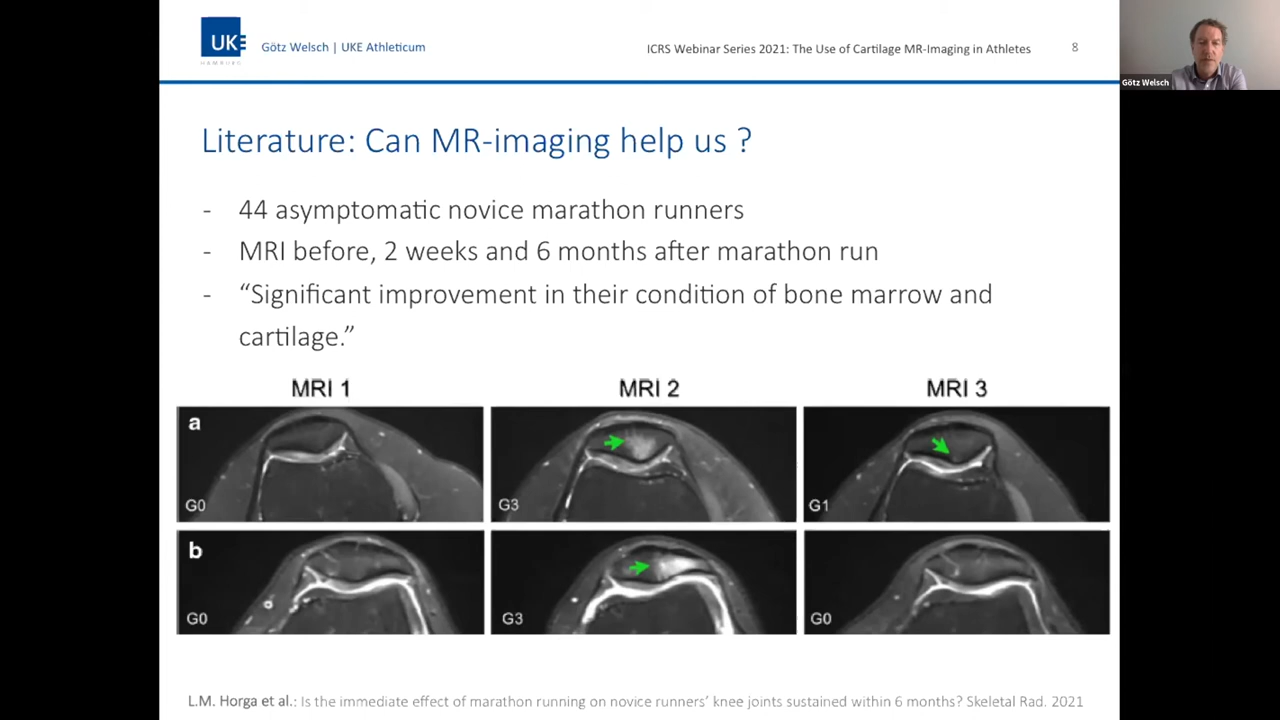 UKE
HAMBURG
Götz Welsch | UKE Athleticum
ICRS Webinar Series 2021: The Use of Cartilage MR-Imaging in Athletes
8
Götz Welsch
Literature: Can MR-imaging help us ?
- 44 asymptomatic novice marathon runners
- MRI before, 2 weeks and 6 months after marathon run
- “Significant improvement in their condition of bone marrow and
cartilage.”
MRI 1
MRI 2
MRI 3
a
G0
G3
G1
b
G0
G3
G0
L.M. Horga et al.: Is the immediate effect of marathon running on novice runners’ knee joints sustained within 6 months? Skeletal Rad. 2021